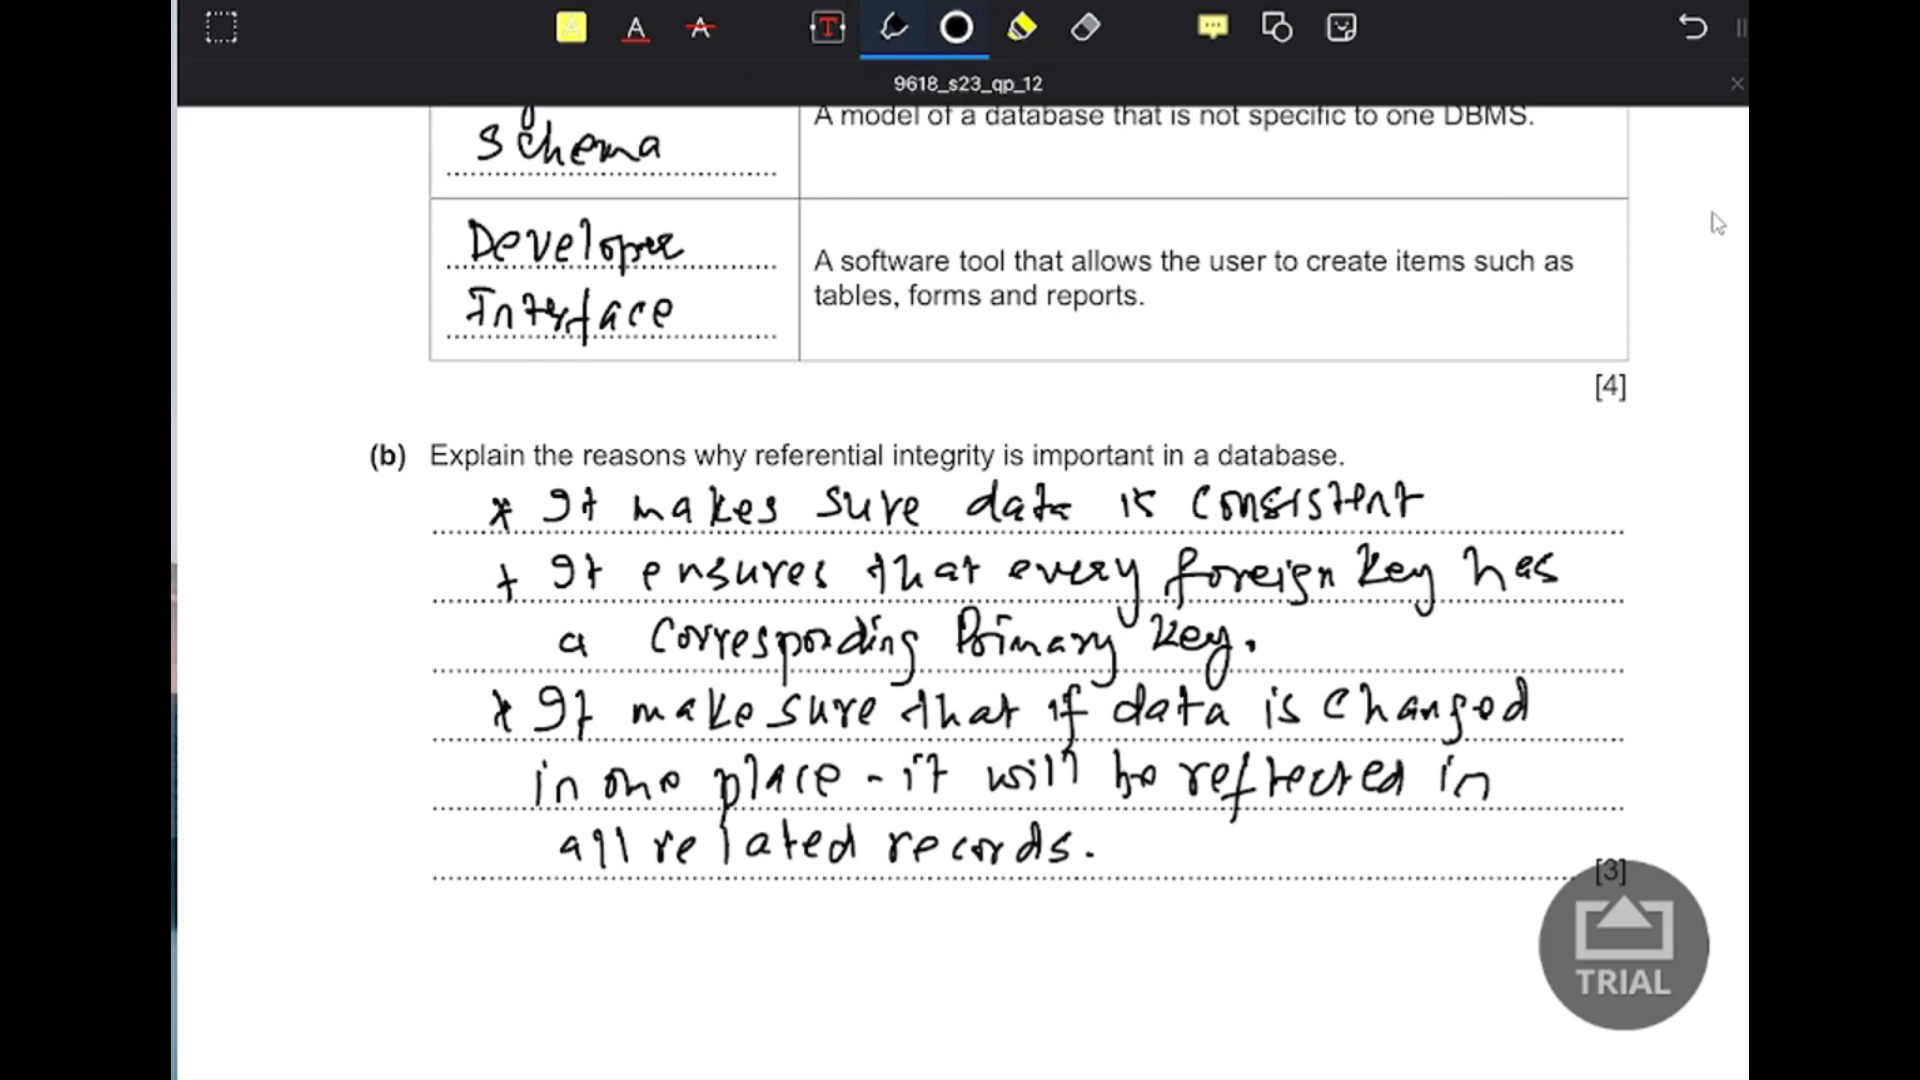 9618_s23_qp_12
Schema
A model of a database that is not specific to one DBMS.
Developer
Interface
A software tool that allows the user to create items such as
tables, forms and reports.
[4]
(b) Explain the reasons why referential integrity is important in a database.
* It makes sure data is consistent
* It ensures that every foreign key has
a corresponding Primary key.
* It make sure that if data is changed
in one place - it will be reflected in
all related records.
[3]
TRIAL